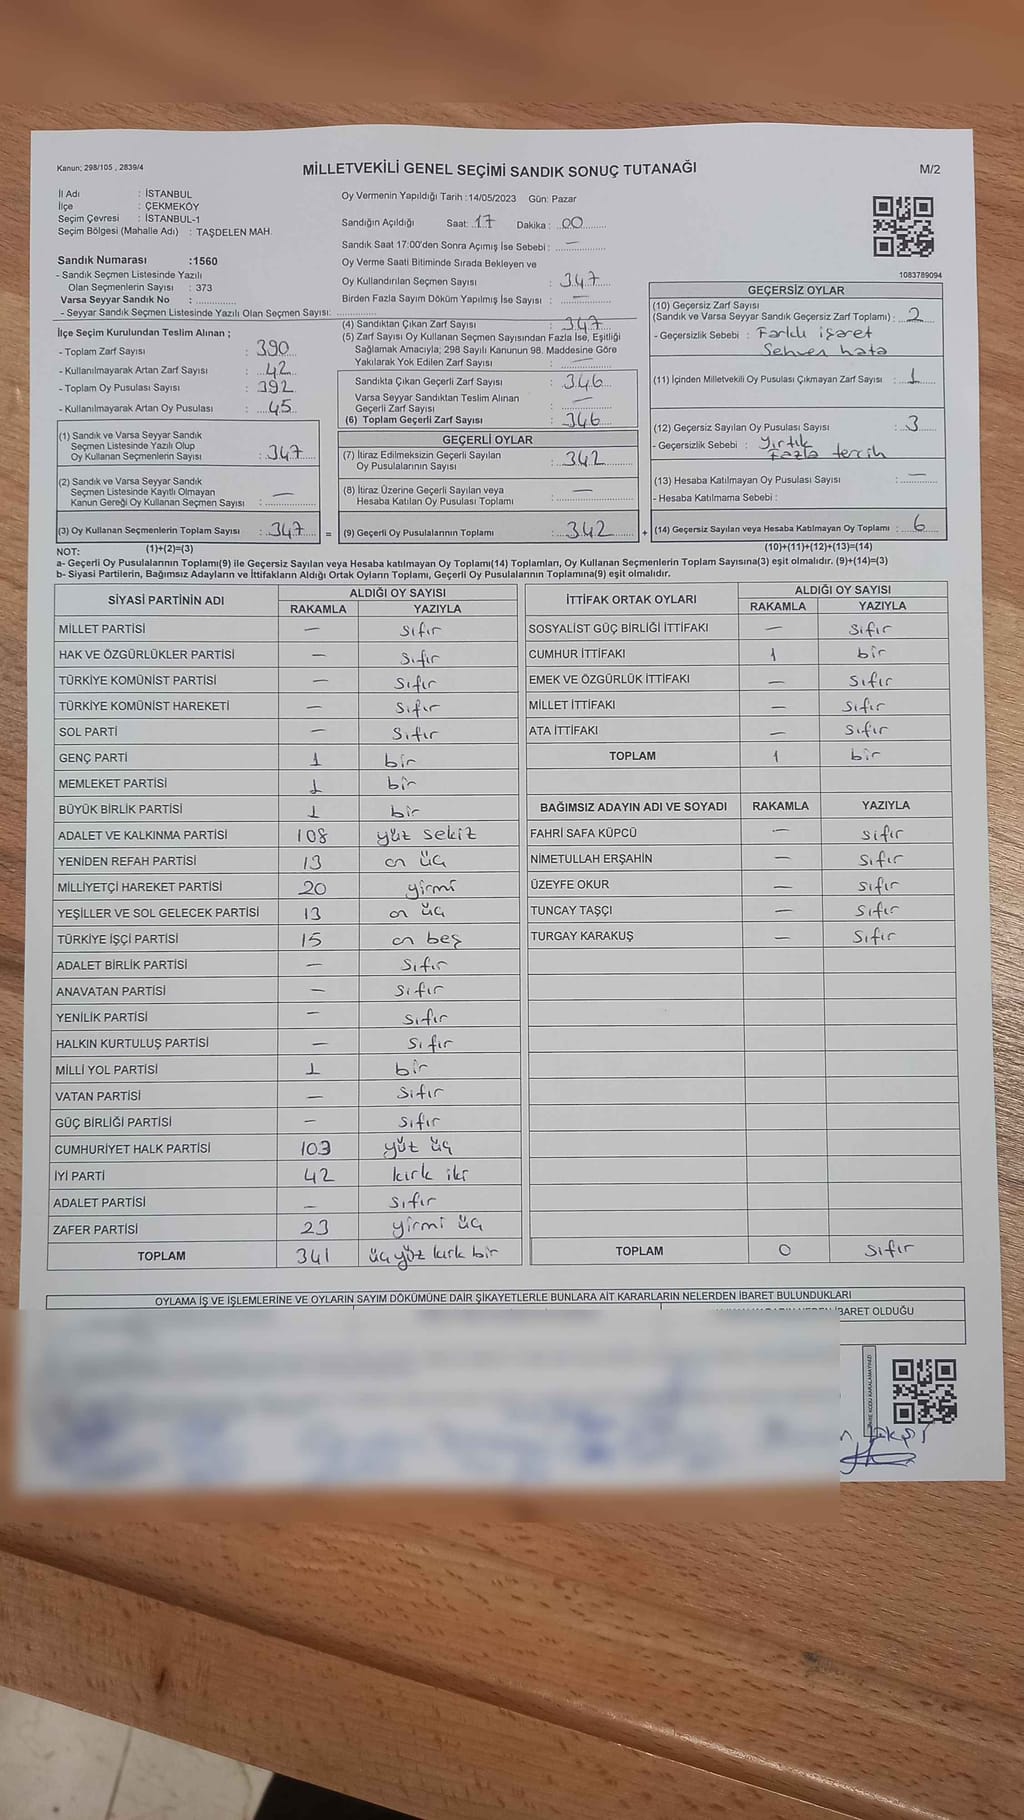 Kanun; 298/105 , 2839/4
MİLLETVEKİLİ GENEL SEÇİMİ SANDIK SONUÇ TUTANAĞI
M/2
İl Adı : İSTANBUL
İlçe : ÇEKMEKÖY
Seçim Çevresi : İSTANBUL-1
Seçim Bölgesi (Mahalle Adı) : TAŞDELEN MAH.
Sandık Numarası :1560
- Sandık Seçmen Listesinde Yazılı
Olan Seçmenlerin Sayısı : 373
Varsa Seyyar Sandık No : ..............
- Seyyar Sandık Seçmen Listesinde Yazılı Olan Seçmen Sayısı: ..............
Oy Vermenin Yapıldığı Tarih :14/05/2023 Gün: Pazar
Sandığın Açıldığı Saat: 17 Dakika : 00
Sandık Saat 17:00'den Sonra Açımış İse Sebebi : —
Oy Verme Saati Bitiminde Sırada Bekleyen ve
Oy Kullandırılan Seçmen Sayısı : 347
Birden Fazla Sayım Döküm Yapılmış İse Sayısı : —
1083789094
İlçe Seçim Kurulundan Teslim Alınan ;
- Toplam Zarf Sayısı : 390
- Kullanılmayarak Artan Zarf Sayısı : 42
- Toplam Oy Pusulası Sayısı : 392
- Kullanılmayarak Artan Oy Pusulası : 45
(4) Sandıktan Çıkan Zarf Sayısı : 347
(5) Zarf Sayısı Oy Kullanan Seçmen Sayısından Fazla İse, Eşitliği
Sağlamak Amacıyla; 298 Sayılı Kanunun 98. Maddesine Göre
Yakılarak Yok Edilen Zarf Sayısı : —
Sandıkta Çıkan Geçerli Zarf Sayısı : 346
Varsa Seyyar Sandıktan Teslim Alınan
Geçerli Zarf Sayısı : —
(6) Toplam Geçerli Zarf Sayısı : 346
GEÇERSİZ OYLAR
(10) Geçersiz Zarf Sayısı
(Sandık ve Varsa Seyyar Sandık Geçersiz Zarf Toplamı) : 2
- Geçersizlik Sebebi : Farklı işaret
Sehven hata
(11) İçinden Milletvekili Oy Pusulası Çıkmayan Zarf Sayısı : 1
(12) Geçersiz Sayılan Oy Pusulası Sayısı : 3
- Geçersizlik Sebebi : Yırtık
Fazla tercih
(13) Hesaba Katılmayan Oy Pusulası Sayısı : —
- Hesaba Katılmama Sebebi :
(14) Geçersiz Sayılan veya Hesaba Katılmayan Oy Toplamı : 6
(1) Sandık ve Varsa Seyyar Sandık
Seçmen Listesinde Yazılı Olup
Oy Kullanan Seçmenlerin Sayısı : 347
(2) Sandık ve Varsa Seyyar Sandık
Seçmen Listesinde Kayıtlı Olmayan
Kanun Gereği Oy Kullanan Seçmen Sayısı : —
(3) Oy Kullanan Seçmenlerin Toplam Sayısı : 347 =
GEÇERLİ OYLAR
(7) İtiraz Edilmeksizin Geçerli Sayılan
Oy Pusulalarının Sayısı : 342
(8) İtiraz Üzerine Geçerli Sayılan veya
Hesaba Katılan Oy Pusulası Toplamı : —
(9) Geçerli Oy Pusulalarının Toplamı : 342 +
NOT: (1)+(2)=(3) (10)+(11)+(12)+(13)=(14)
a- Geçerli Oy Pusulalarının Toplamı(9) ile Geçersiz Sayılan veya Hesaba katılmayan Oy Toplamı(14) Toplamları, Oy Kullanan Seçmenlerin Toplam Sayısına(3) eşit olmalıdır. (9)+(14)=(3)
b- Siyasi Partilerin, Bağımsız Adayların ve İttifakların Aldığı Ortak Oyların Toplamı, Geçerli Oy Pusulalarının Toplamına(9) eşit olmalıdır.
SİYASİ PARTİNİN ADI ALDIĞI OY SAYISI
RAKAMLA YAZIYLA
MİLLET PARTİSİ — sıfır
HAK VE ÖZGÜRLÜKLER PARTİSİ — sıfır
TÜRKİYE KOMÜNİST PARTİSİ — sıfır
TÜRKİYE KOMÜNİST HAREKETİ — sıfır
SOL PARTİ — sıfır
GENÇ PARTİ 1 bir
MEMLEKET PARTİSİ 1 bir
BÜYÜK BİRLİK PARTİSİ 1 bir
ADALET VE KALKINMA PARTİSİ 108 yüz sekiz
YENİDEN REFAH PARTİSİ 13 on üç
MİLLİYETÇİ HAREKET PARTİSİ 20 yirmi
YEŞİLLER VE SOL GELECEK PARTİSİ 13 on üç
TÜRKİYE İŞÇİ PARTİSİ 15 on beş
ADALET BİRLİK PARTİSİ — sıfır
ANAVATAN PARTİSİ — sıfır
YENİLİK PARTİSİ — sıfır
HALKIN KURTULUŞ PARTİSİ — sıfır
MİLLİ YOL PARTİSİ 1 bir
VATAN PARTİSİ — sıfır
GÜÇ BİRLİĞİ PARTİSİ — sıfır
CUMHURİYET HALK PARTİSİ 103 yüz üç
İYİ PARTİ 42 kırk iki
ADALET PARTİSİ — sıfır
ZAFER PARTİSİ 23 yirmi üç
TOPLAM 341 üç yüz kırk bir
İTTİFAK ORTAK OYLARI ALDIĞI OY SAYISI
RAKAMLA YAZIYLA
SOSYALİST GÜÇ BİRLİĞİ İTTİFAKI — sıfır
CUMHUR İTTİFAKI 1 bir
EMEK VE ÖZGÜRLÜK İTTİFAKI — sıfır
MİLLET İTTİFAKI — sıfır
ATA İTTİFAKI — sıfır
TOPLAM 1 bir
BAĞIMSIZ ADAYIN ADI VE SOYADI RAKAMLA YAZIYLA
FAHRİ SAFA KÜPCÜ — sıfır
NİMETULLAH ERŞAHİN — sıfır
ÜZEYFE OKUR — sıfır
TUNCAY TAŞÇI — sıfır
TURGAY KARAKUŞ — sıfır
TOPLAM 0 sıfır
OYLAMA İŞ VE İŞLEMLERİNE VE OYLARIN SAYIM DÖKÜMÜNE DAİR ŞİKAYETLERLE BUNLARA AİT KARARLARIN NELERDEN İBARET BULUNDUKLARI
İBARET OLDUĞU